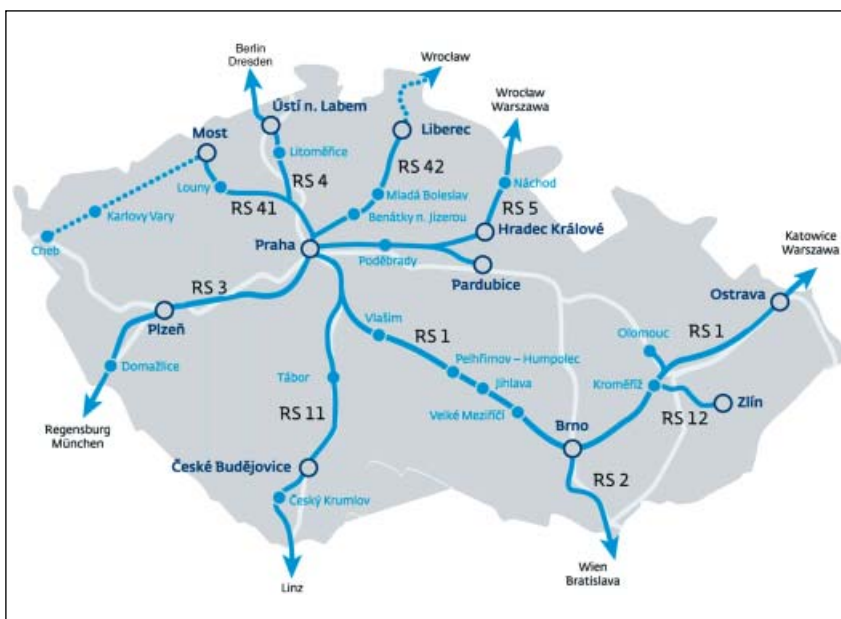 Berlin
Dresden
Wrocław
Wrocław
Warszawa
Ústí n. Labem
Most
Liberec
Litoměřice
RS 42
RS 4
Louny
Mladá Boleslav
Náchod
RS 41
Karlovy Vary
Benátky n. Jizerou
RS 5
Hradec Králové
Cheb
Praha
Poděbrady
Katowice
Warszawa
Pardubice
RS 3
Ostrava
Plzeň
Vlašim
RS 1
RS 1
Olomouc
Domažlice
Pelhřimov – Humpolec
Tábor
Jihlava
Kroměříž
Zlín
RS 11
Velké Meziříčí
RS 12
Brno
Regensburg
München
České Budějovice
RS 2
Český Krumlov
Linz
Wien
Bratislava